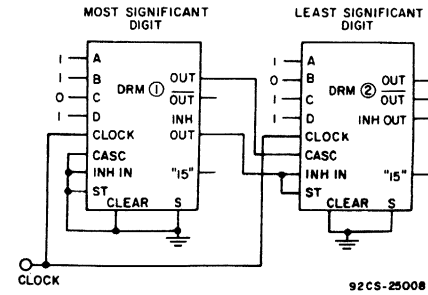 MOST SIGNIFICANT
DIGIT
1 A
1 B
0 C
1 D
CLOCK
CASC
INH IN
ST
DRM ①
OUT
OUT
INH
OUT
"15"
CLEAR S
LEAST SIGNIFICANT
DIGIT
1 A
0 B
1 C
1 D
CLOCK
CASC
INH IN
ST
DRM ②
OUT
OUT
INH OUT
"15"
CLEAR S
CLOCK
92CS-25008